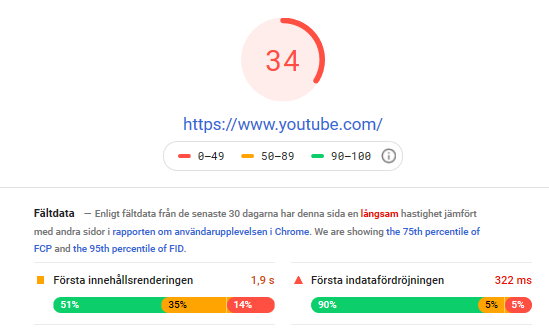 34
https://www.youtube.com/
0–49 50–89 90–100
Fältdata — Enligt fältdata från de senaste 30 dagarna har denna sida en långsam hastighet jämfört
med andra sidor i rapporten om användarupplevelsen i Chrome. We are showing the 75th percentile of
FCP and the 95th percentile of FID.
Första innehållsrenderingen 1,9 s
51% 35% 14%
Första indatafördröjningen 322 ms
90% 5% 5%